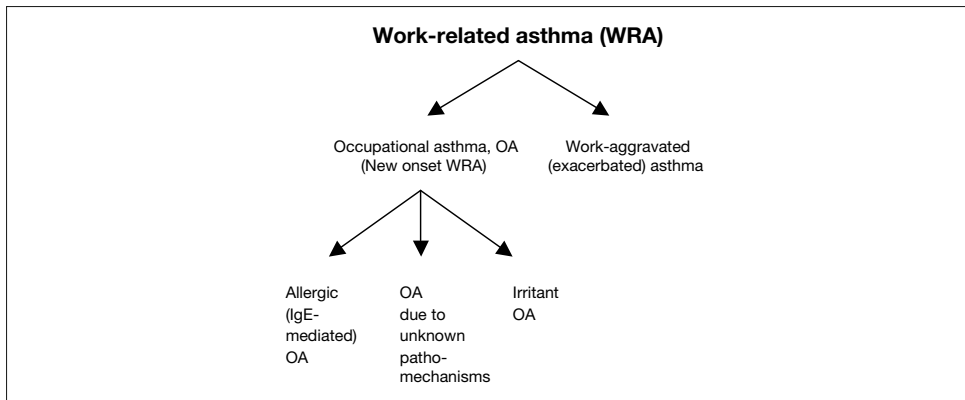 Work-related asthma (WRA)
Occupational asthma, OA
(New onset WRA)
Work-aggravated
(exacerbated) asthma
Allergic
(IgE-
mediated)
OA
OA
due to
unknown
patho-
mechanisms
Irritant
OA